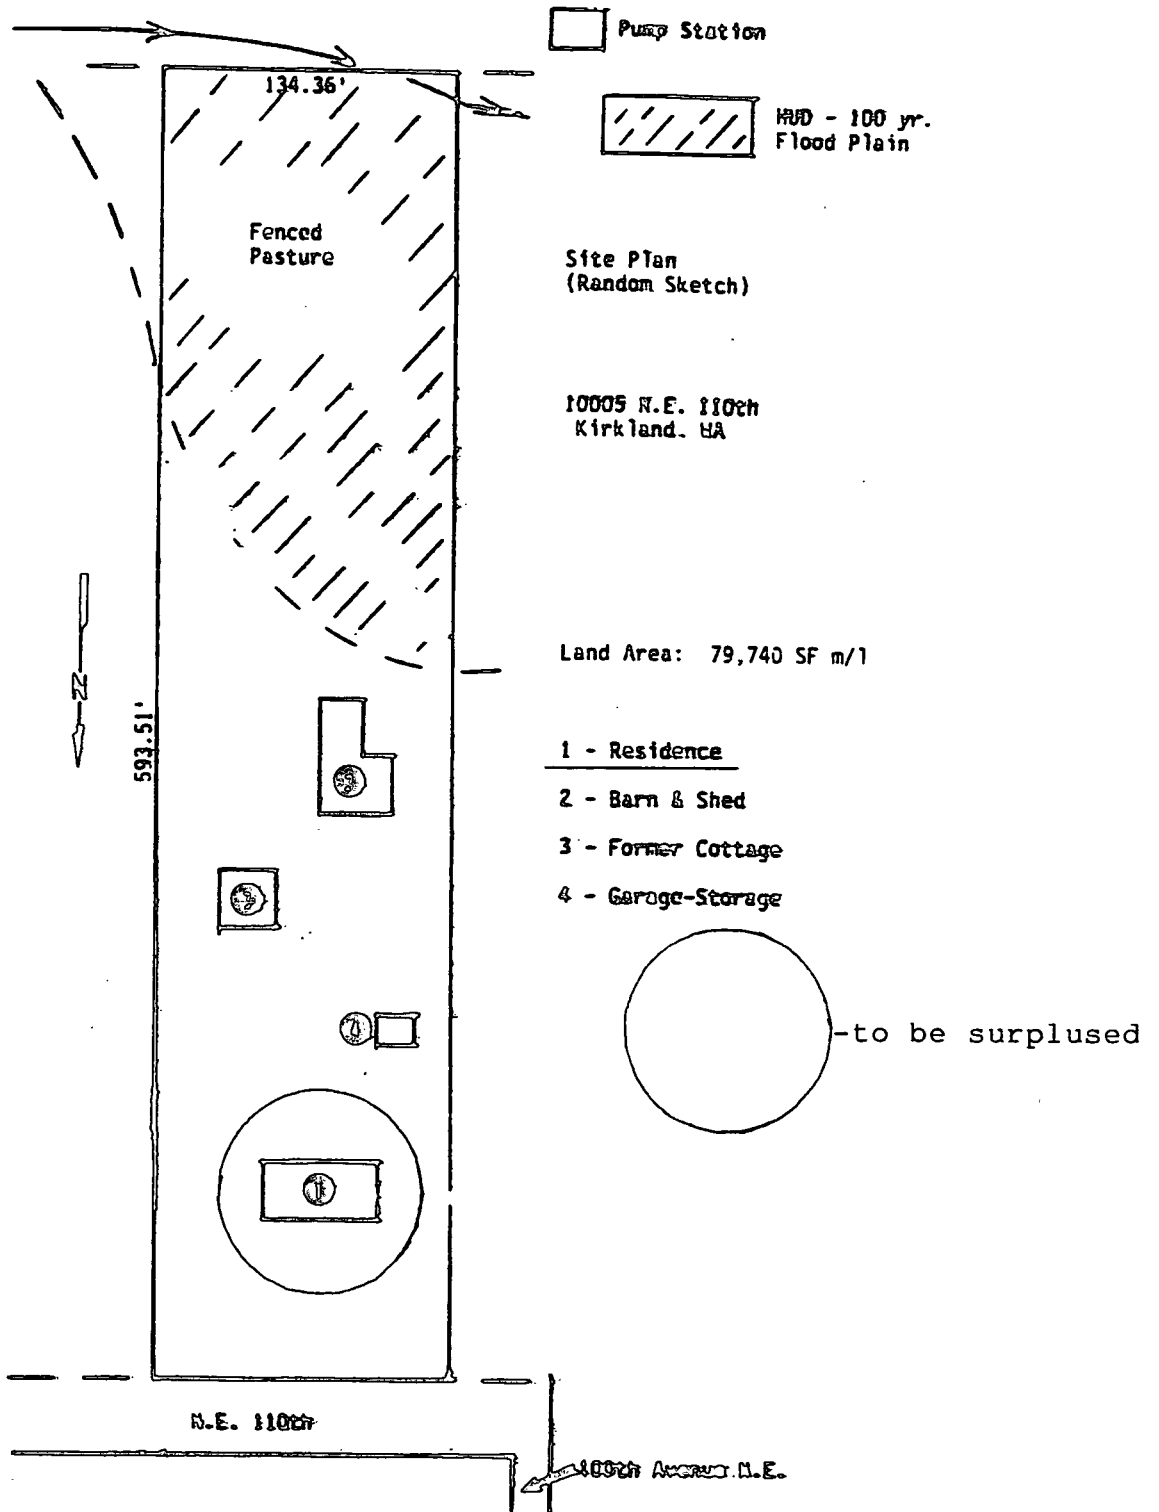 Pump Station
134.36'
HUD - 100 yr.
Flood Plain
Fenced
Pasture
Site Plan
(Random Sketch)
10005 N.E. 110th
Kirkland, WA
Land Area: 79,740 SF m/l
N
593.51'
1 - Residence
2 - Barn & Shed
3 - Former Cottage
4 - Garage-Storage
4
-to be surplused
1
N.E. 110th
100th Avenue N.E.